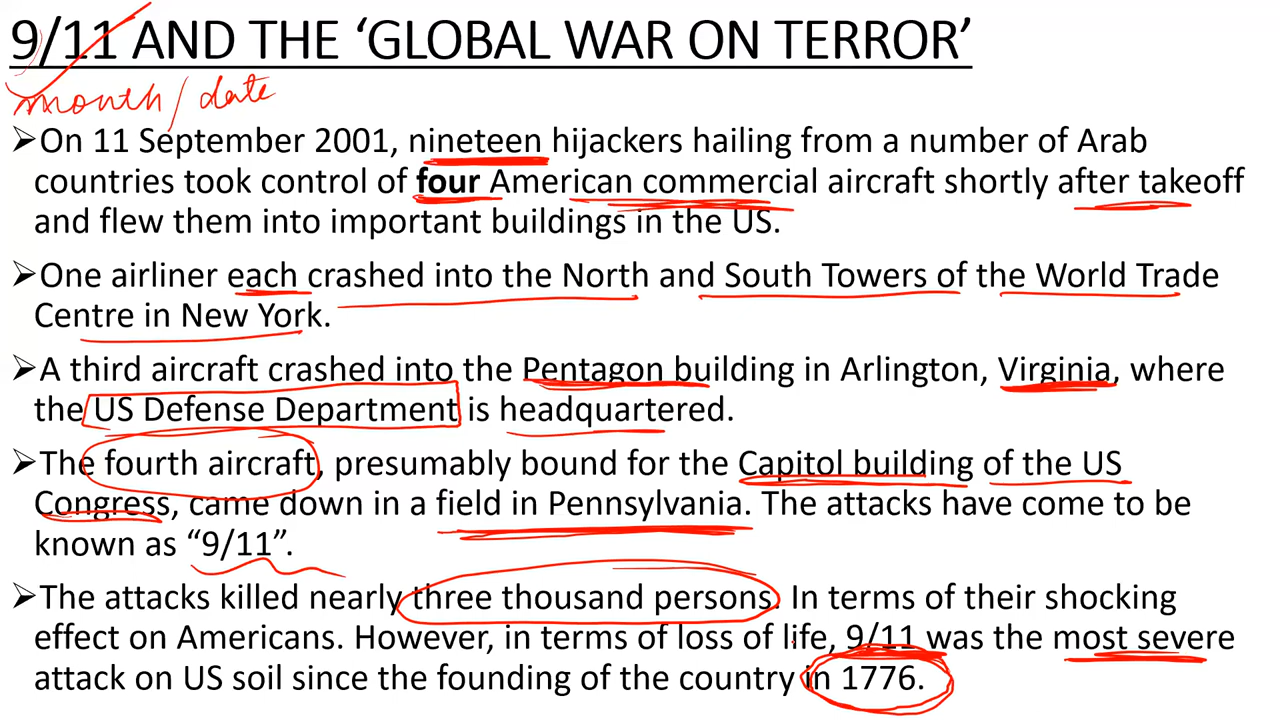 9/11 AND THE ‘GLOBAL WAR ON TERROR’
month / date
➢On 11 September 2001, nineteen hijackers hailing from a number of Arab
countries took control of four American commercial aircraft shortly after takeoff
and flew them into important buildings in the US.
➢One airliner each crashed into the North and South Towers of the World Trade
Centre in New York.
➢A third aircraft crashed into the Pentagon building in Arlington, Virginia, where
the US Defense Department is headquartered.
➢The fourth aircraft, presumably bound for the Capitol building of the US
Congress, came down in a field in Pennsylvania. The attacks have come to be
known as “9/11”.
➢The attacks killed nearly three thousand persons. In terms of their shocking
effect on Americans. However, in terms of loss of life, 9/11 was the most severe
attack on US soil since the founding of the country in 1776.